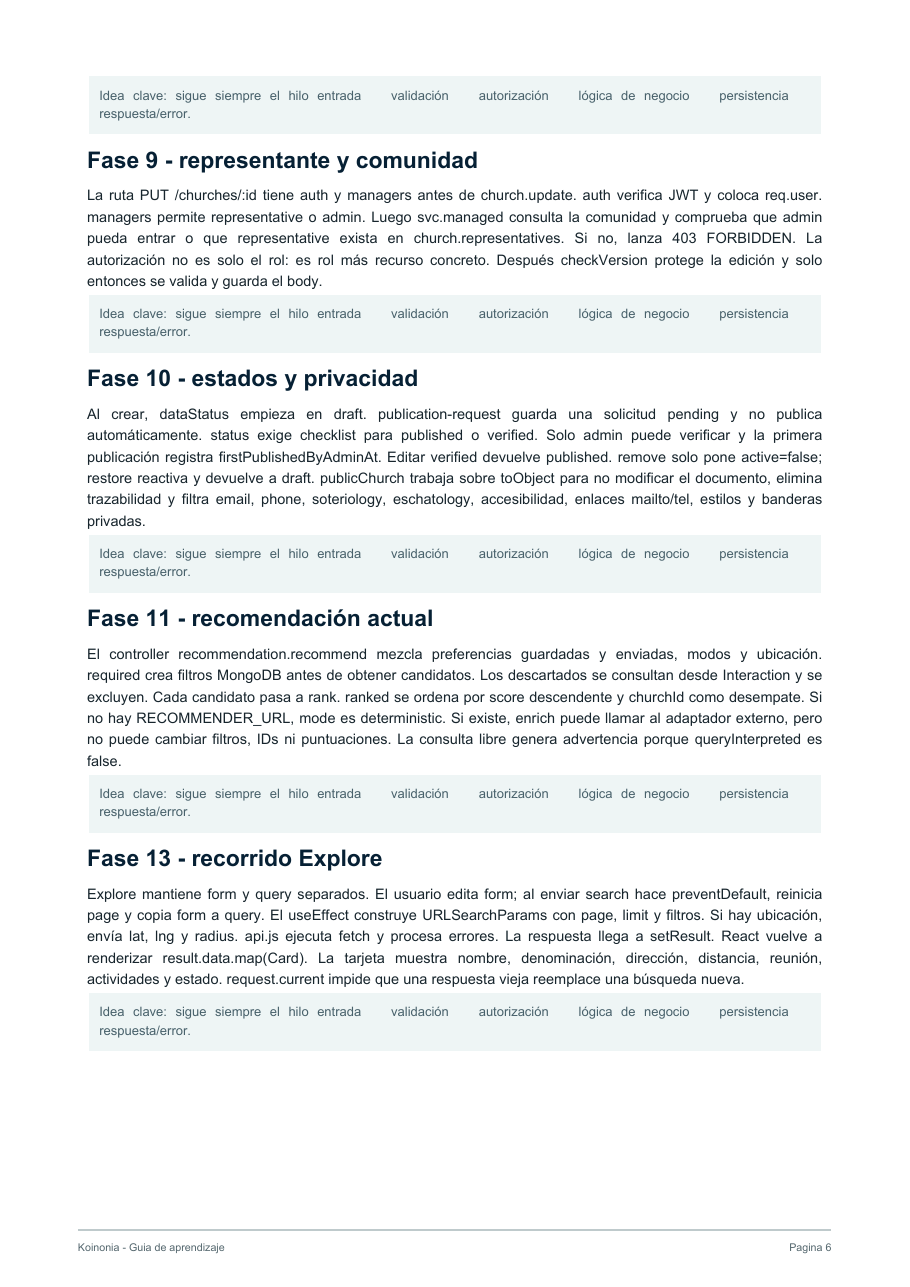 Idea clave: sigue siempre el hilo entrada validación autorización lógica de negocio persistencia
respuesta/error.
Fase 9 - representante y comunidad
La ruta PUT /churches/:id tiene auth y managers antes de church.update. auth verifica JWT y coloca req.user.
managers permite representative o admin. Luego svc.managed consulta la comunidad y comprueba que admin
pueda entrar o que representative exista en church.representatives. Si no, lanza 403 FORBIDDEN. La
autorización no es solo el rol: es rol más recurso concreto. Después checkVersion protege la edición y solo
entonces se valida y guarda el body.
Idea clave: sigue siempre el hilo entrada validación autorización lógica de negocio persistencia
respuesta/error.
Fase 10 - estados y privacidad
Al crear, dataStatus empieza en draft. publication-request guarda una solicitud pending y no publica
automáticamente. status exige checklist para published o verified. Solo admin puede verificar y la primera
publicación registra firstPublishedByAdminAt. Editar verified devuelve published. remove solo pone active=false;
restore reactiva y devuelve a draft. publicChurch trabaja sobre toObject para no modificar el documento, elimina
trazabilidad y filtra email, phone, soteriology, eschatology, accesibilidad, enlaces mailto/tel, estilos y banderas
privadas.
Idea clave: sigue siempre el hilo entrada validación autorización lógica de negocio persistencia
respuesta/error.
Fase 11 - recomendación actual
El controller recommendation.recommend mezcla preferencias guardadas y enviadas, modos y ubicación.
required crea filtros MongoDB antes de obtener candidatos. Los descartados se consultan desde Interaction y se
excluyen. Cada candidato pasa a rank. ranked se ordena por score descendente y churchId como desempate. Si
no hay RECOMMENDER_URL, mode es deterministic. Si existe, enrich puede llamar al adaptador externo, pero
no puede cambiar filtros, IDs ni puntuaciones. La consulta libre genera advertencia porque queryInterpreted es
false.
Idea clave: sigue siempre el hilo entrada validación autorización lógica de negocio persistencia
respuesta/error.
Fase 13 - recorrido Explore
Explore mantiene form y query separados. El usuario edita form; al enviar search hace preventDefault, reinicia
page y copia form a query. El useEffect construye URLSearchParams con page, limit y filtros. Si hay ubicación,
envía lat, lng y radius. api.js ejecuta fetch y procesa errores. La respuesta llega a setResult. React vuelve a
renderizar result.data.map(Card). La tarjeta muestra nombre, denominación, dirección, distancia, reunión,
actividades y estado. request.current impide que una respuesta vieja reemplace una búsqueda nueva.
Idea clave: sigue siempre el hilo entrada validación autorización lógica de negocio persistencia
respuesta/error.
Koinonia - Guia de aprendizaje
Pagina 6